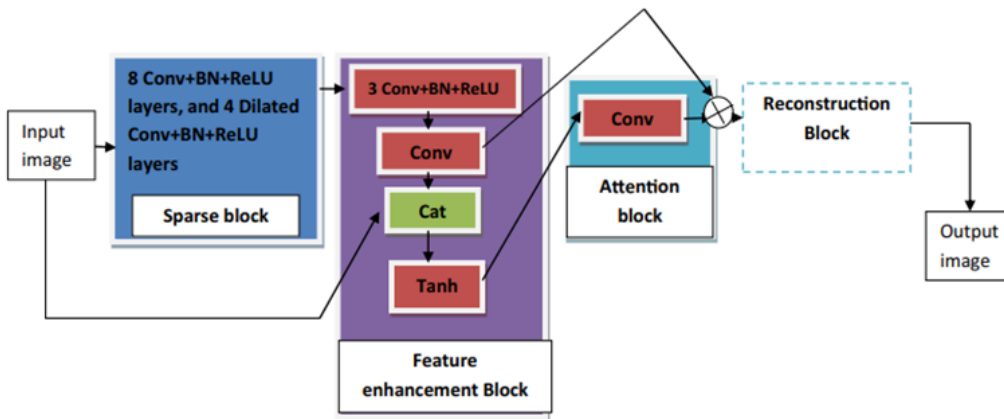 Input
image
8 Conv+BN+ReLU
layers, and 4 Dilated
Conv+BN+ReLU
layers
Sparse block
3 Conv+BN+ReLU
Conv
Cat
Tanh
Feature
enhancement Block
Conv
Attention
block
Reconstruction
Block
Output
image